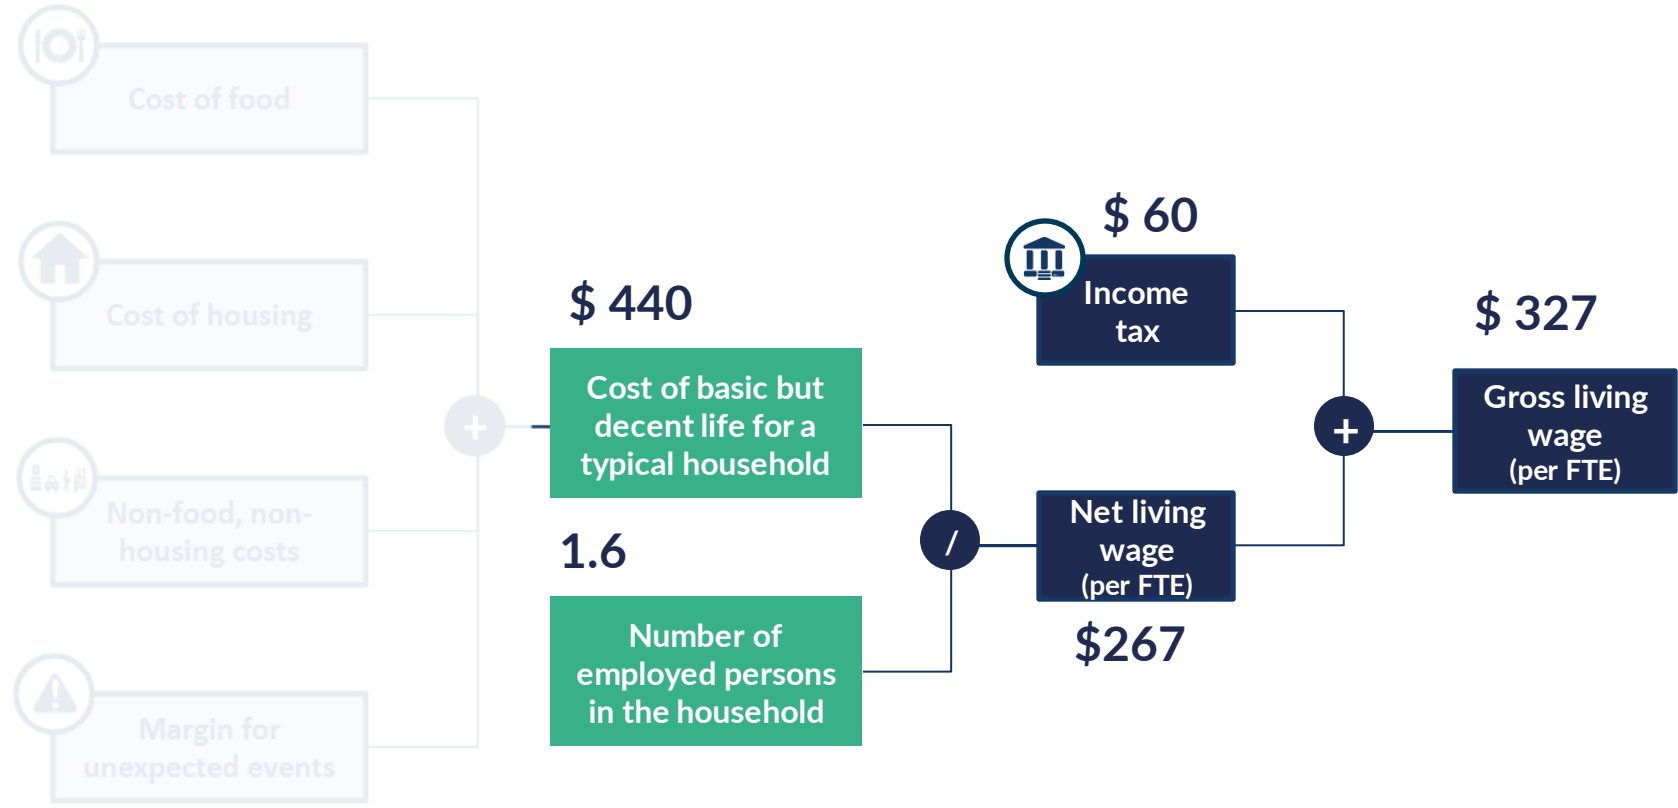 Cost of food
Cost of housing
Non-food, non-
housing costs
Margin for
unexpected events
+
$ 440
Cost of basic but
decent life for a
typical household
1.6
Number of
employed persons
in the household
/
$ 60
Income
tax
Net living
wage
(per FTE)
$267
+
$ 327
Gross living
wage
(per FTE)